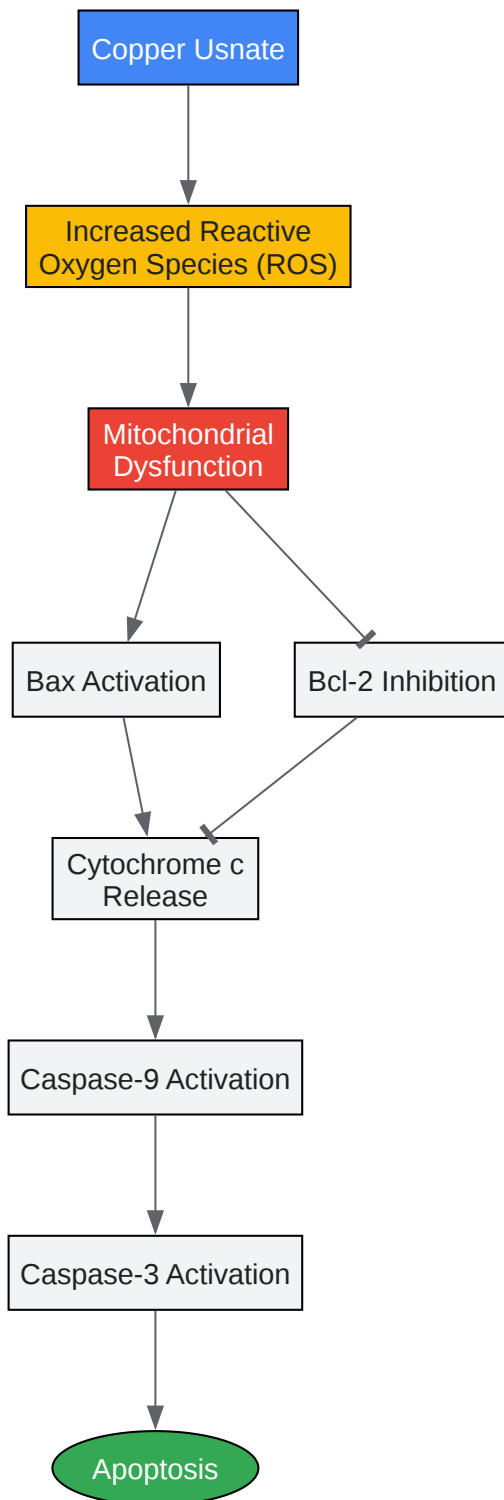 Copper Usnate
Increased Reactive
Oxygen Species (ROS)
Mitochondrial
Dysfunction
Bax Activation
Bcl-2 Inhibition
Cytochrome c
Release
Caspase-9 Activation
Caspase-3 Activation
Apoptosis